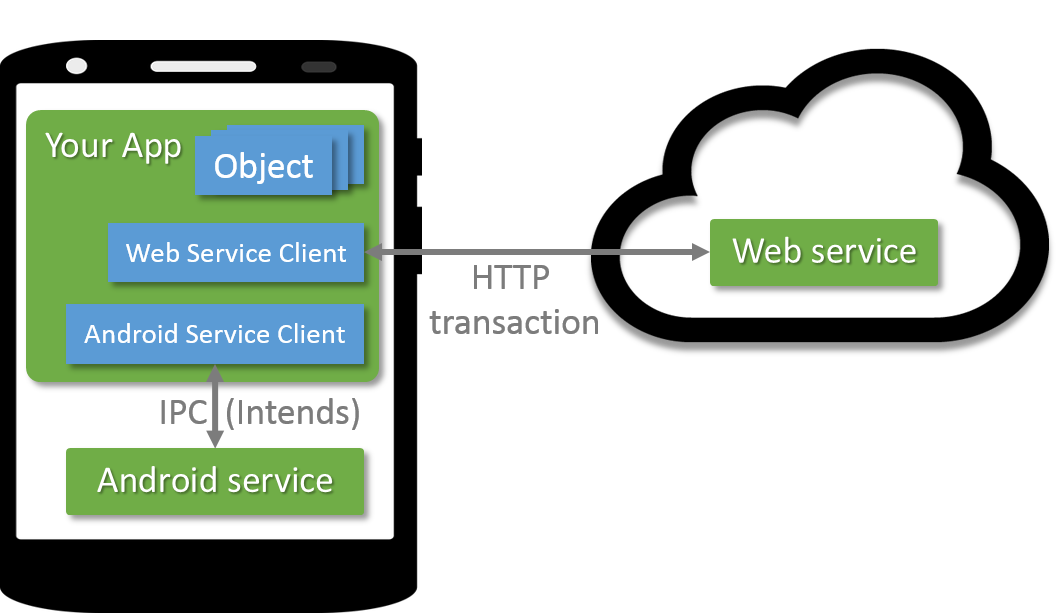 Your App
Object
Web Service Client
Android Service Client
IPC (Intends)
Android service
HTTP
transaction
Web service